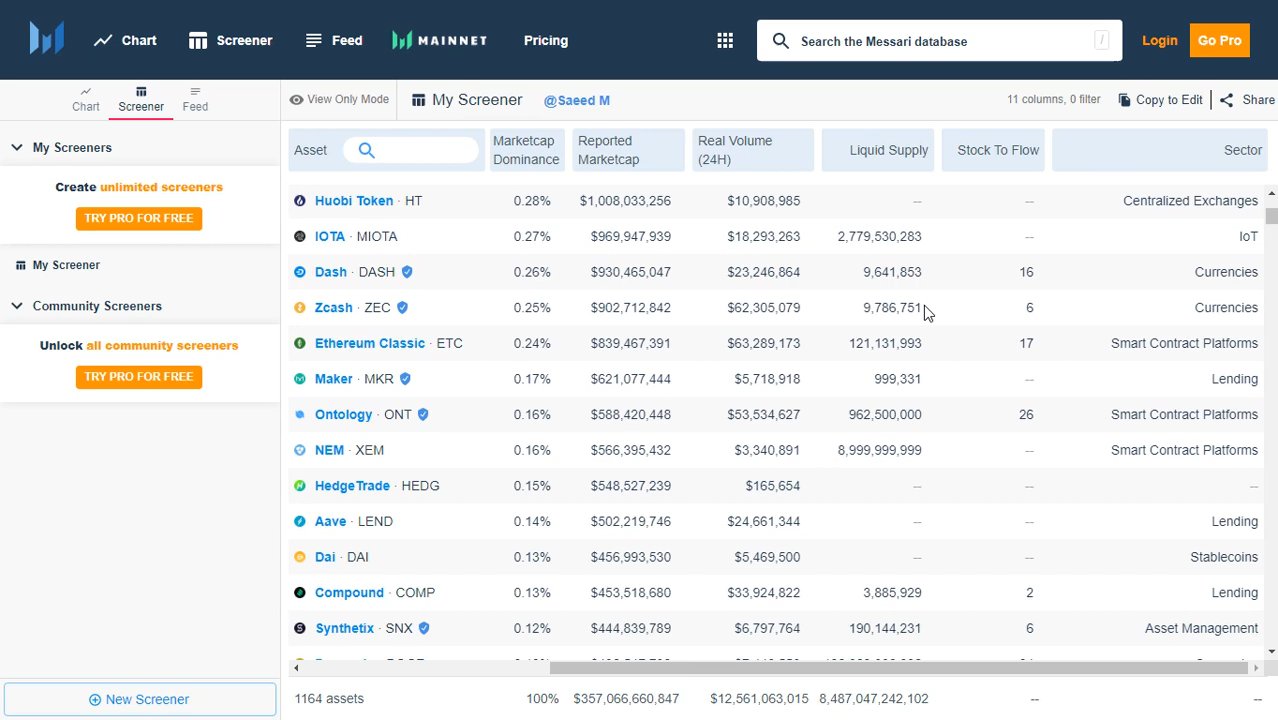 Chart
Screener
Feed
MAINNET
Pricing
Search the Messari database
/
Login
Go Pro
Chart
Screener
Feed
View Only Mode
My Screener
@Saeed M
11 columns, 0 filter
Copy to Edit
Share
My Screeners
Create unlimited screeners
TRY PRO FOR FREE
My Screener
Community Screeners
Unlock all community screeners
TRY PRO FOR FREE
New Screener
Asset Marketcap Dominance Reported Marketcap Real Volume (24H) Liquid Supply Stock To Flow Sector
Huobi Token · HT 0.28% $1,008,033,256 $10,908,985 -- -- Centralized Exchanges
IOTA · MIOTA 0.27% $969,947,939 $18,293,263 2,779,530,283 -- IoT
Dash · DASH 0.26% $930,465,047 $23,246,864 9,641,853 16 Currencies
Zcash · ZEC 0.25% $902,712,842 $62,305,079 9,786,751 6 Currencies
Ethereum Classic · ETC 0.24% $839,467,391 $63,289,173 121,131,993 17 Smart Contract Platforms
Maker · MKR 0.17% $621,077,444 $5,718,918 999,331 -- Lending
Ontology · ONT 0.16% $588,420,448 $53,534,627 962,500,000 26 Smart Contract Platforms
NEM · XEM 0.16% $566,395,432 $3,340,891 8,999,999,999 -- Smart Contract Platforms
HedgeTrade · HEDG 0.15% $548,527,239 $165,654 -- -- --
Aave · LEND 0.14% $502,219,746 $24,661,344 -- -- Lending
Dai · DAI 0.13% $456,993,530 $5,469,500 -- -- Stablecoins
Compound · COMP 0.13% $453,518,680 $33,924,822 3,885,929 2 Lending
Synthetix · SNX 0.12% $444,839,789 $6,797,764 190,144,231 6 Asset Management
1164 assets 100% $357,066,660,847 $12,561,063,015 8,487,047,242,102 -- --